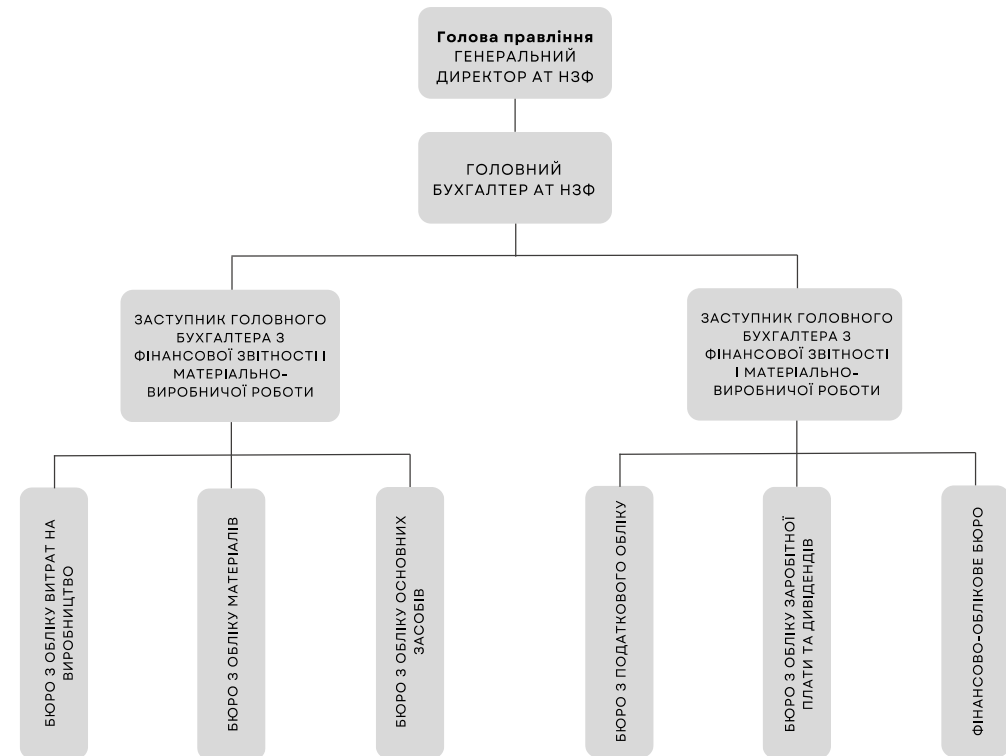 Голова правління
ГЕНЕРАЛЬНИЙ
ДИРЕКТОР АТ НЗФ
ГОЛОВНИЙ
БУХГАЛТЕР АТ НЗФ
ЗАСТУПНИК ГОЛОВНОГО
БУХГАЛТЕРА З
ФІНАНСОВОЇ ЗВІТНОСТІ І
МАТЕРІАЛЬНО-
ВИРОБНИЧОЇ РОБОТИ
ЗАСТУПНИК ГОЛОВНОГО
БУХГАЛТЕРА З
ФІНАНСОВОЇ ЗВІТНОСТІ
І МАТЕРІАЛЬНО-
ВИРОБНИЧОЇ РОБОТИ
БЮРО З ОБЛІКУ ВИТРАТ НА
ВИРОБНИЦТВО
БЮРО З ОБЛІКУ МАТЕРІАЛІВ
БЮРО З ОБЛІКУ ОСНОВНИХ
ЗАСОБІВ
БЮРО З ПОДАТКОВОГО ОБЛІКУ
БЮРО З ОБЛІКУ ЗАРОБІТНОЇ
ПЛАТИ ТА ДИВІДЕНДІВ
ФІНАНСОВО-ОБЛІКОВЕ БЮРО